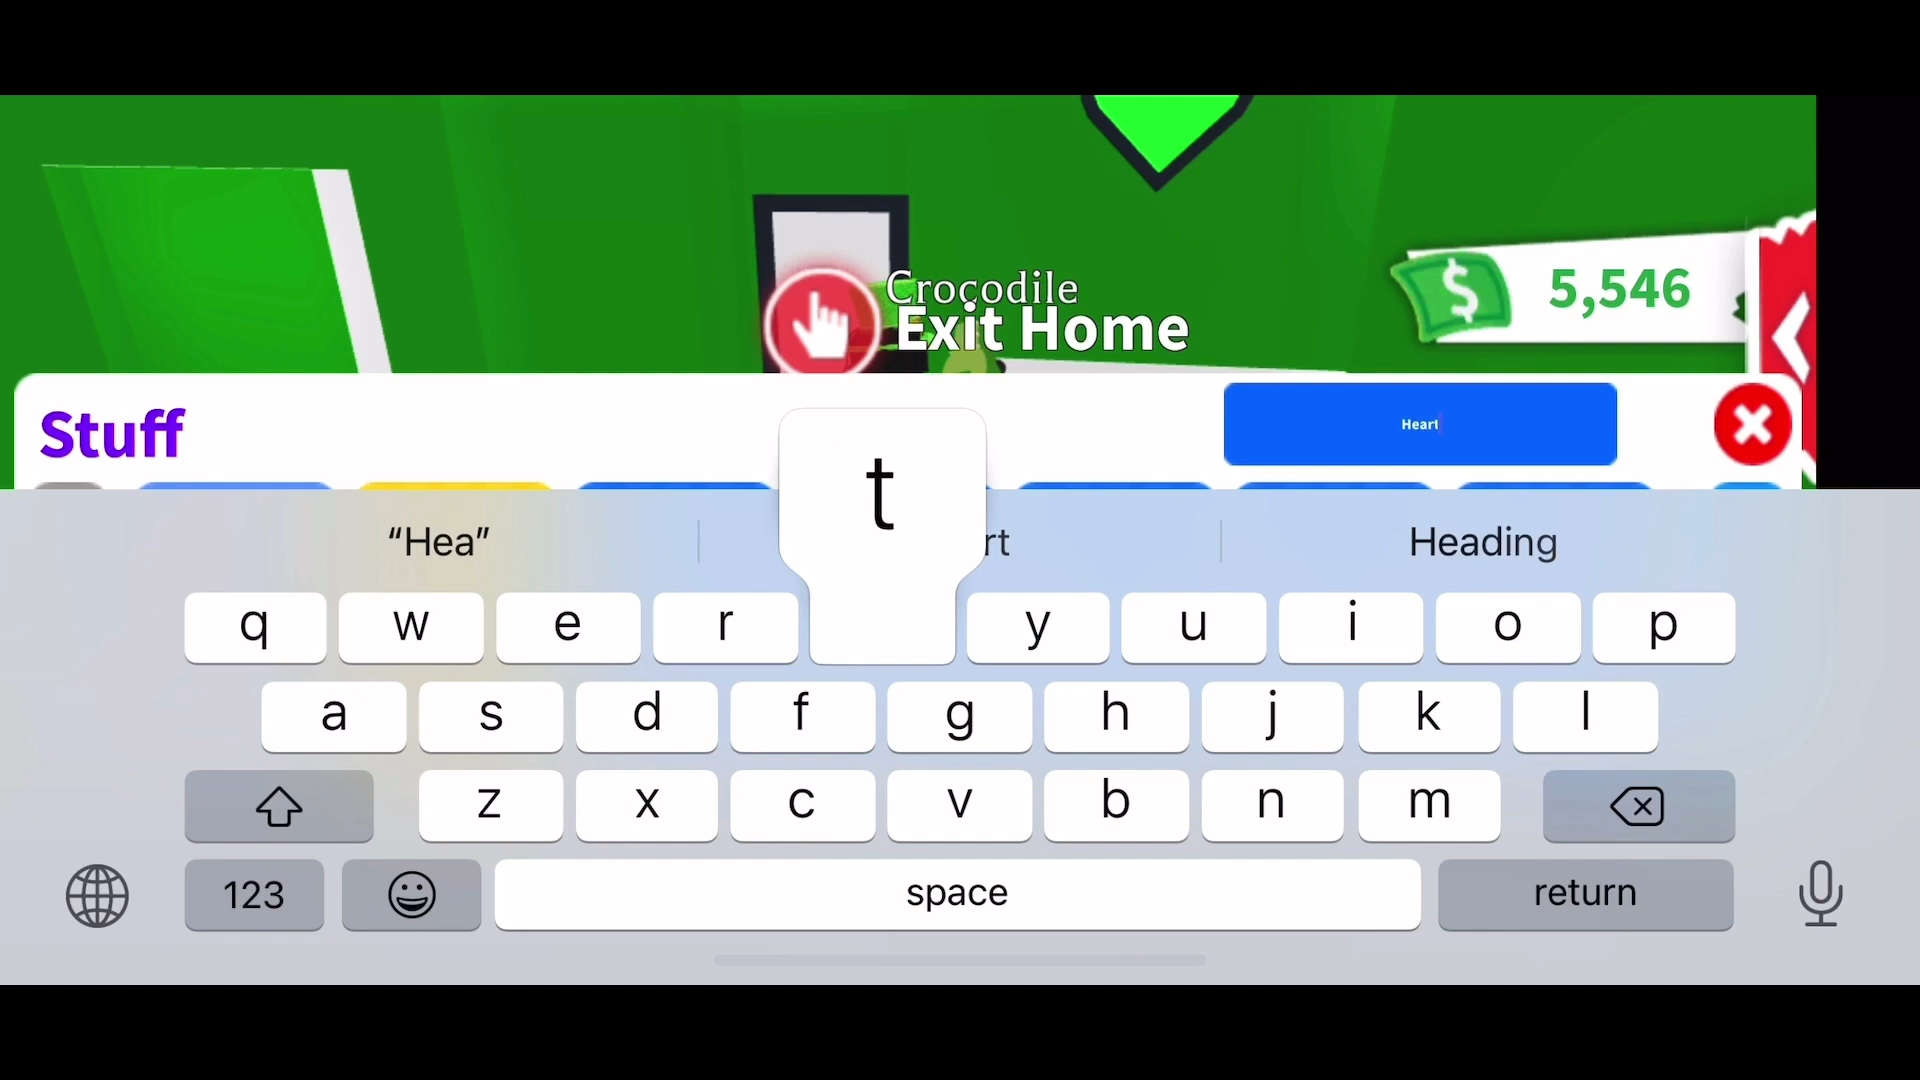 Crocodile
Exit Home
$ 5,546
Stuff
Heart
t
“Hea”
rt
Heading
q w e r y u i o p
a s d f g h j k l
z x c v b n m
123
space
return